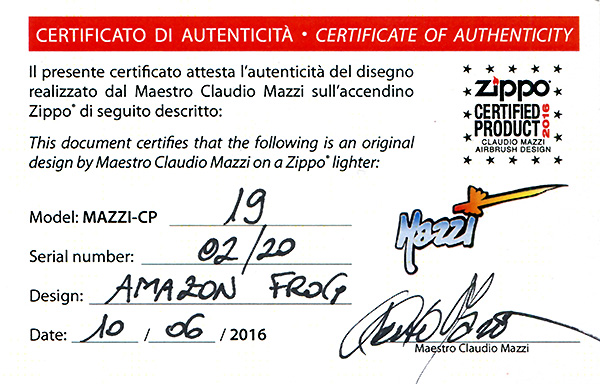 CERTIFICATO DI AUTENTICITÀ • CERTIFICATE OF AUTHENTICITY
Il presente certificato attesta l'autenticità del disegno
realizzato dal Maestro Claudio Mazzi sull'accendino
Zippo® di seguito descritto:
This document certifies that the following is an original
design by Maestro Claudio Mazzi on a Zippo® lighter:
zippo®
CERTIFIED
PRODUCT 2016
CLAUDIO MAZZI
AIRBRUSH DESIGN
Model: MAZZI-CP 19
Serial number: 02/20
Design: AMAZON FROG
Date: 10 / 06 / 2016
Mazzi
Maestro Claudio Mazzi